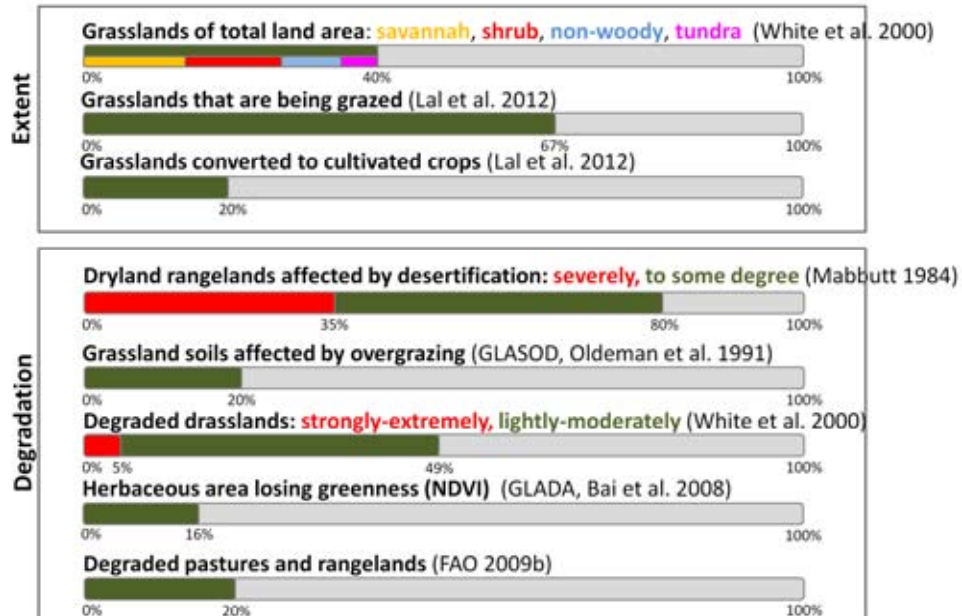 Extent
Grasslands of total land area: savannah, shrub, non-woody, tundra (White et al. 2000)
0% 40% 100%
Grasslands that are being grazed (Lal et al. 2012)
0% 67% 100%
Grasslands converted to cultivated crops (Lal et al. 2012)
0% 20% 100%
Degradation
Dryland rangelands affected by desertification: severely, to some degree (Mabbutt 1984)
0% 35% 80% 100%
Grassland soils affected by overgrazing (GLASOD, Oldeman et al. 1991)
0% 20% 100%
Degraded drasslands: strongly-extremely, lightly-moderately (White et al. 2000)
0% 5% 49% 100%
Herbaceous area losing greenness (NDVI) (GLADA, Bai et al. 2008)
0% 16% 100%
Degraded pastures and rangelands (FAO 2009b)
0% 20% 100%